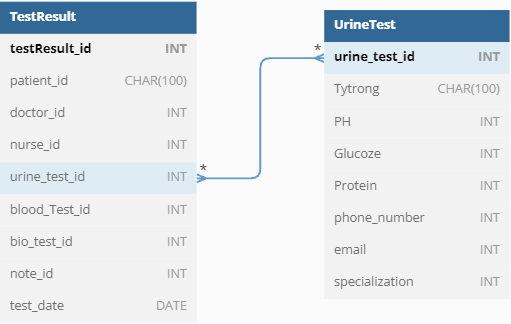 TestResult
testResult_id INT
patient_id CHAR(100)
doctor_id INT
nurse_id INT
urine_test_id INT
blood_Test_id INT
bio_test_id INT
note_id INT
test_date DATE
*
*
UrineTest
urine_test_id INT
Tytrong CHAR(100)
PH INT
Glucoze INT
Protein INT
phone_number INT
email INT
specialization INT